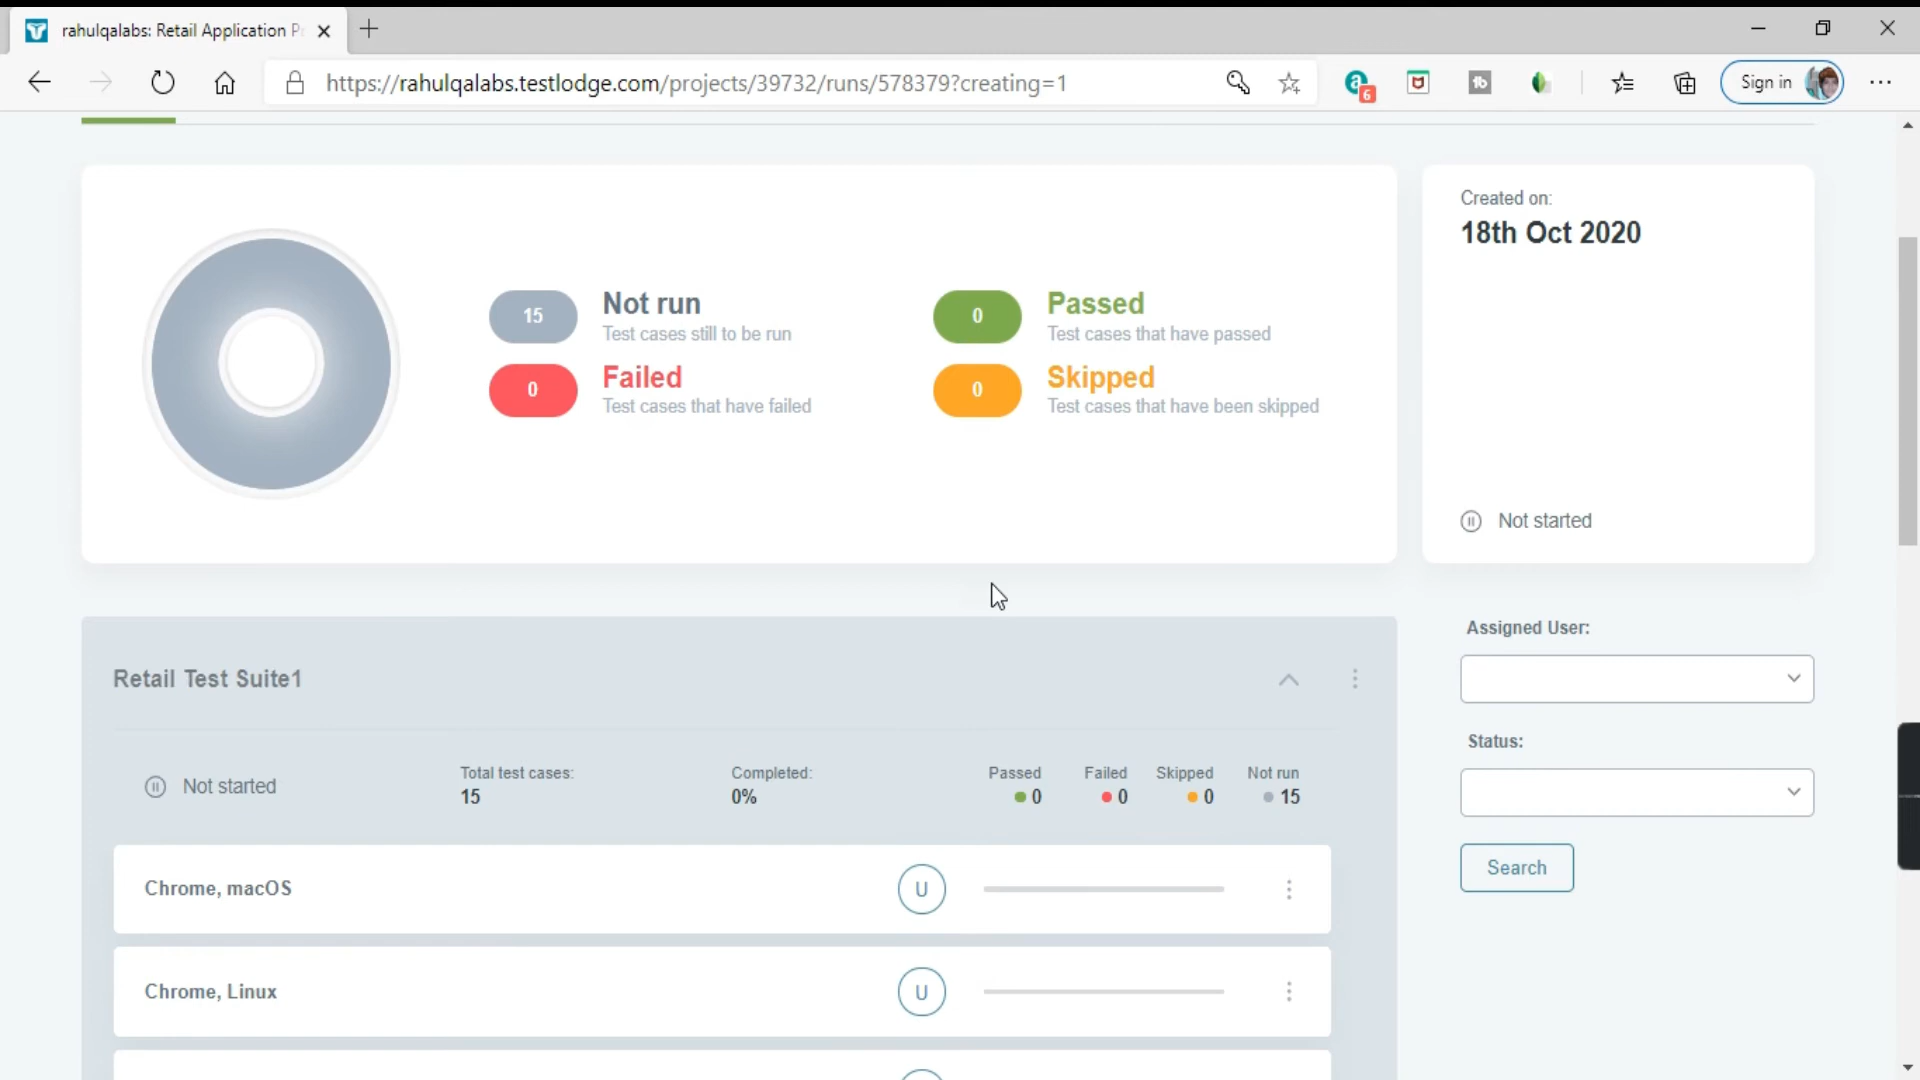 rahulqalabs: Retail Application P
https://rahulqalabs.testlodge.com/projects/39732/runs/578379?creating=1
a 6
tb
Sign in
Created on:
18th Oct 2020
15
Not run
Test cases still to be run
0
Passed
Test cases that have passed
0
Failed
Test cases that have failed
0
Skipped
Test cases that have been skipped
Not started
Assigned User:
Retail Test Suite1
Status:
Not started
Total test cases:
15
Completed:
0%
Passed
0
Failed
0
Skipped
0
Not run
15
Search
Chrome, macOS
U
Chrome, Linux
U